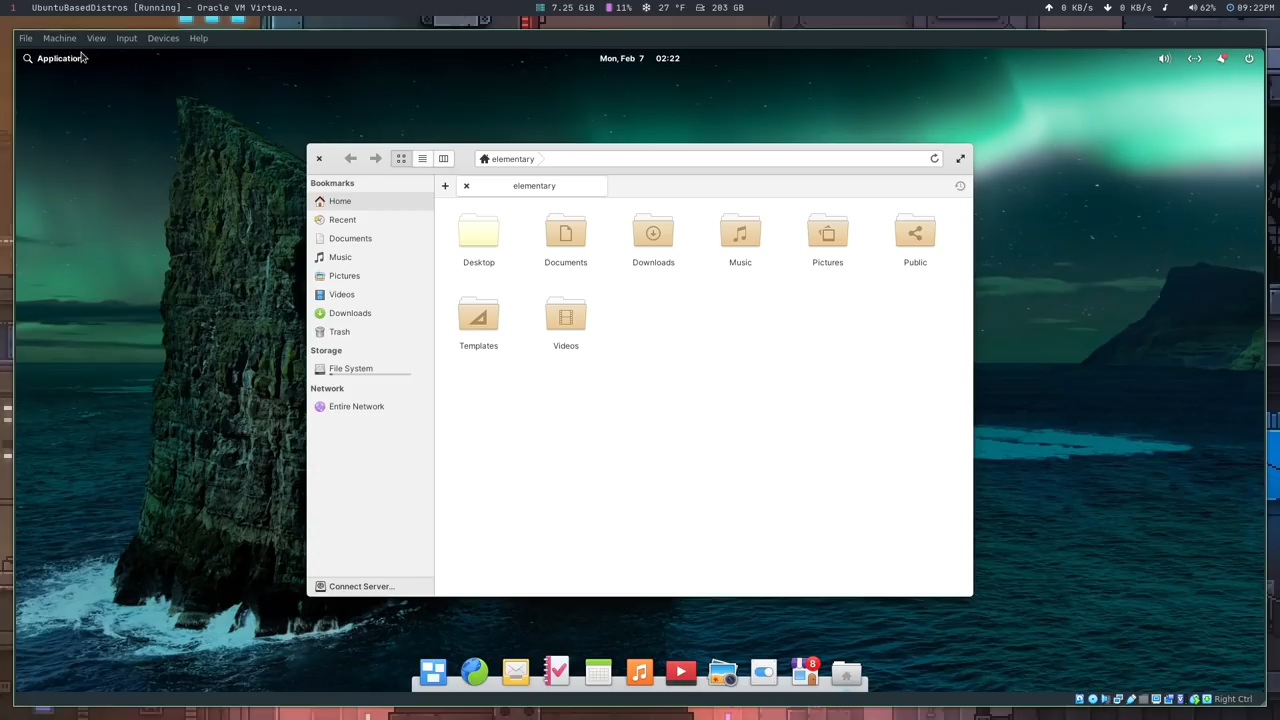 1 UbuntuBasedDistros [Running] - Oracle VM Virtua... 7.25 GiB 11% 27 °F 203 GB 0 KB/s 0 KB/s 62% 09:22PM
File Machine View Input Devices Help
Applications Mon, Feb 7 02:22
elementary
elementary
Bookmarks
Home
Recent
Documents
Music
Pictures
Videos
Downloads
Trash
Storage
File System
Network
Entire Network
Connect Server...
Desktop Documents Downloads Music Pictures Public
Templates Videos
8
Right Ctrl